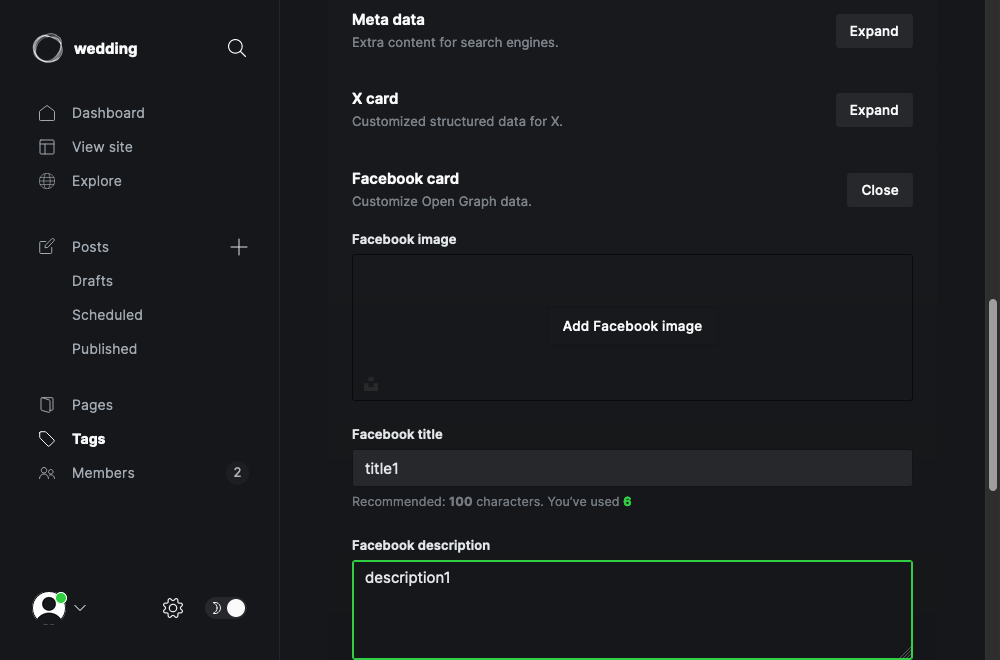 wedding
Dashboard
View site
Explore
Posts
Drafts
Scheduled
Published
Pages
Tags
Members 2
Meta data
Extra content for search engines.
Expand
X card
Customized structured data for X.
Expand
Facebook card
Customize Open Graph data.
Close
Facebook image
Add Facebook image
Facebook title
title1
Recommended: 100 characters. You’ve used 6
Facebook description
description1